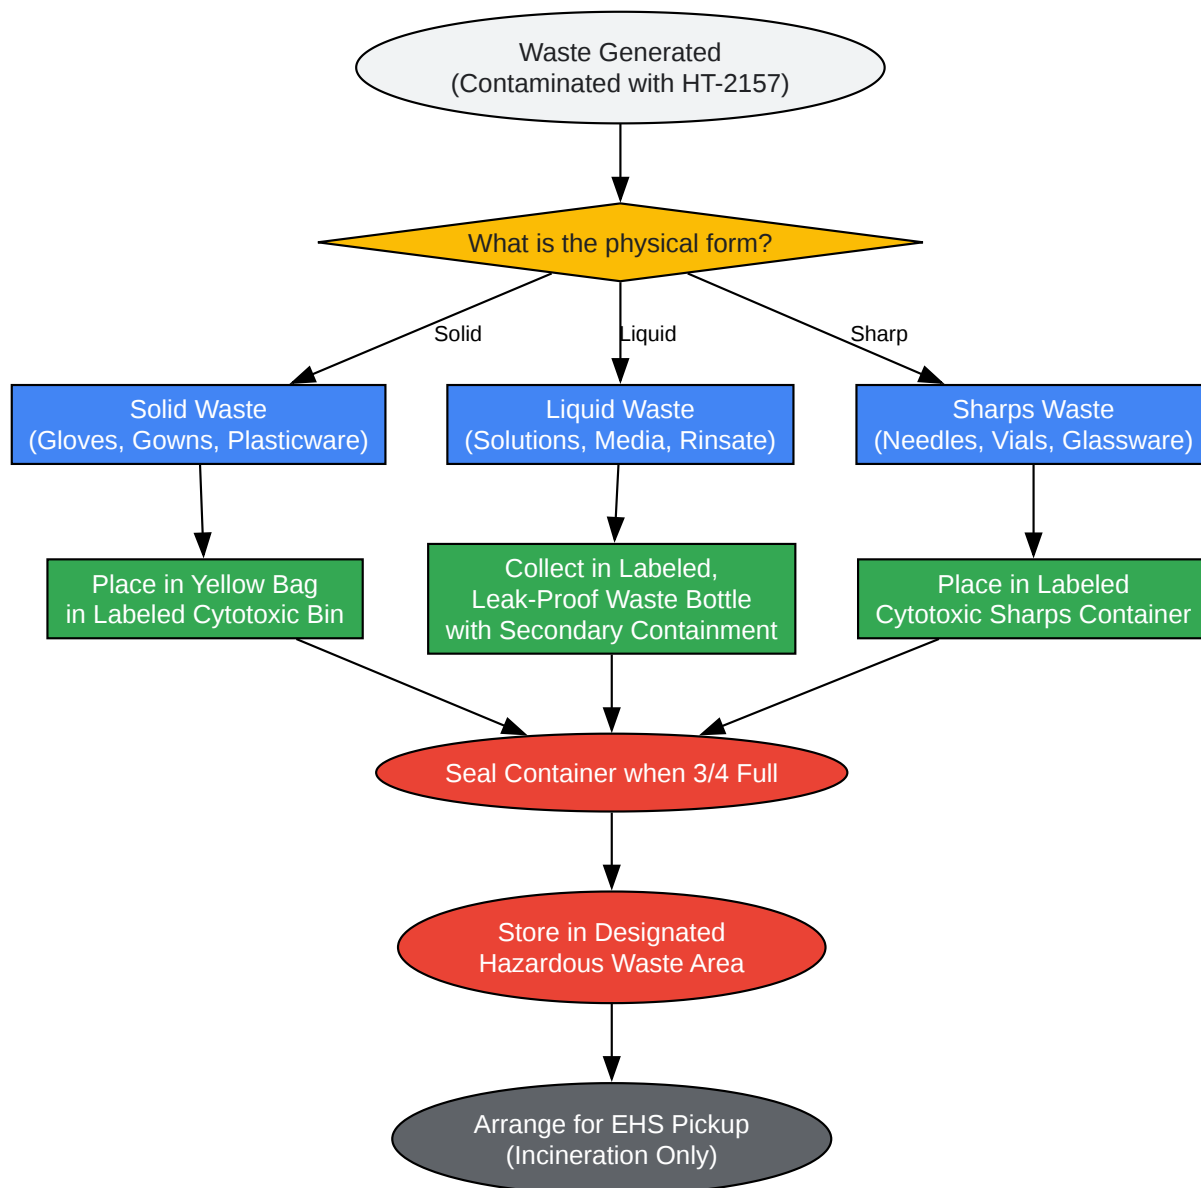 Waste Generated
(Contaminated with HT-2157)
What is the physical form?
Solid
Liquid
Sharp
Solid Waste
(Gloves, Gowns, Plasticware)
Liquid Waste
(Solutions, Media, Rinsate)
Sharps Waste
(Needles, Vials, Glassware)
Place in Yellow Bag
in Labeled Cytotoxic Bin
Collect in Labeled,
Leak-Proof Waste Bottle
with Secondary Containment
Place in Labeled
Cytotoxic Sharps Container
Seal Container when 3/4 Full
Store in Designated
Hazardous Waste Area
Arrange for EHS Pickup
(Incineration Only)